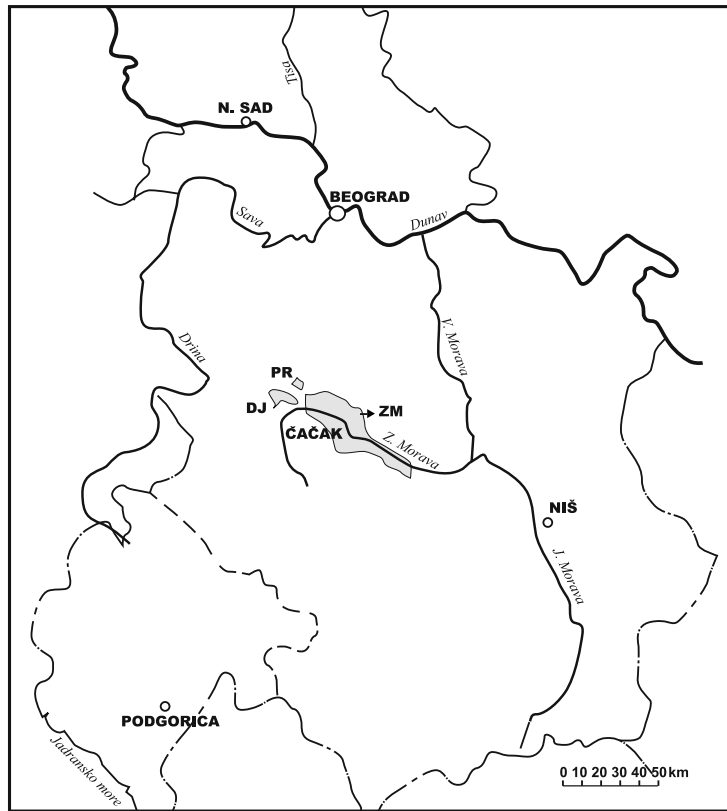 Tisa
N. SAD
BEOGRAD
Sava
Dunav
Drina
V. Morava
PR
DJ
ZM
ČAČAK
Z. Morava
NIŠ
J. Morava
PODGORICA
Jadransko more
0 10 20 30 40 50 km